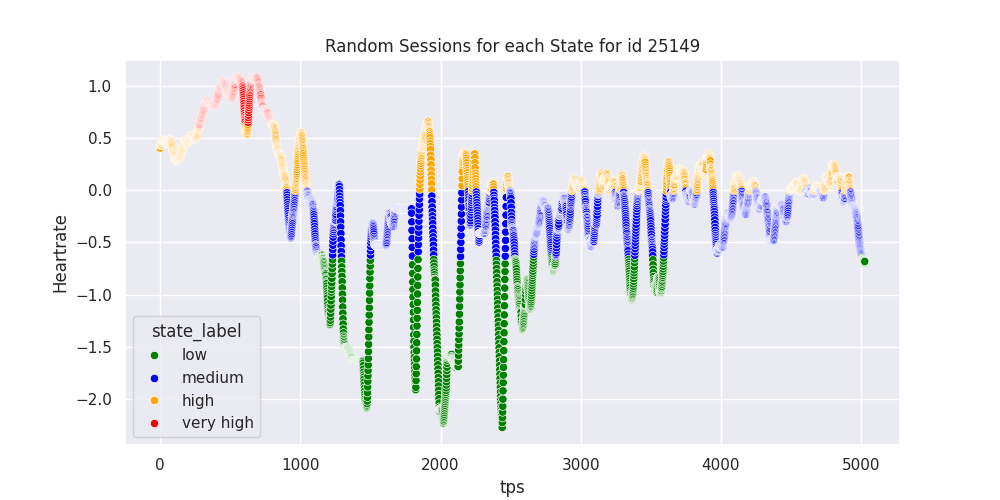 Random Sessions for each State for id 25149
Heartrate
1.0
0.5
0.0
−0.5
−1.0
−1.5
−2.0
state_label
low
medium
high
very high
0
1000
2000
3000
4000
5000
tps